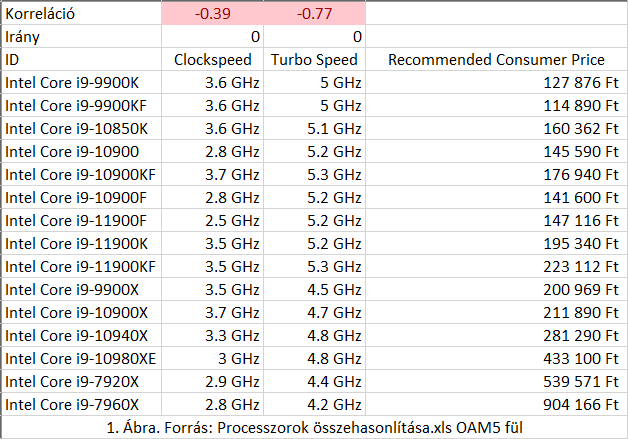 Korreláció -0.39 -0.77
Irány 0 0
ID Clockspeed Turbo Speed Recommended Consumer Price
Intel Core i9-9900K 3.6 GHz 5 GHz 127 876 Ft
Intel Core i9-9900KF 3.6 GHz 5 GHz 114 890 Ft
Intel Core i9-10850K 3.6 GHz 5.1 GHz 160 362 Ft
Intel Core i9-10900 2.8 GHz 5.2 GHz 145 590 Ft
Intel Core i9-10900KF 3.7 GHz 5.3 GHz 176 940 Ft
Intel Core i9-10900F 2.8 GHz 5.2 GHz 141 600 Ft
Intel Core i9-11900F 2.5 GHz 5.2 GHz 147 116 Ft
Intel Core i9-11900K 3.5 GHz 5.2 GHz 195 340 Ft
Intel Core i9-11900KF 3.5 GHz 5.3 GHz 223 112 Ft
Intel Core i9-9900X 3.5 GHz 4.5 GHz 200 969 Ft
Intel Core i9-10900X 3.7 GHz 4.7 GHz 211 890 Ft
Intel Core i9-10940X 3.3 GHz 4.8 GHz 281 290 Ft
Intel Core i9-10980XE 3 GHz 4.8 GHz 433 100 Ft
Intel Core i9-7920X 2.9 GHz 4.4 GHz 539 571 Ft
Intel Core i9-7960X 2.8 GHz 4.2 GHz 904 166 Ft
1. Ábra. Forrás: Processzorok összehasonlítása.xls OAM5 fül